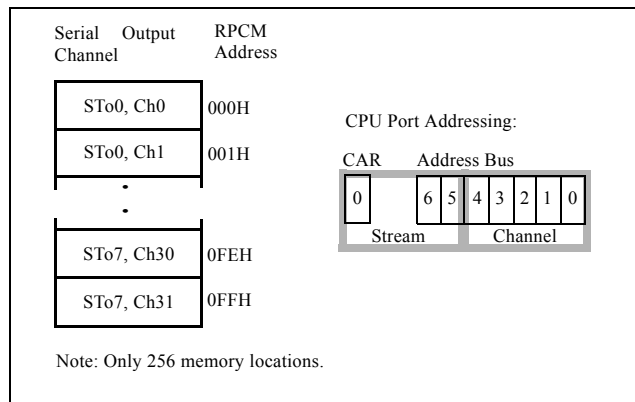 Serial Output Channel
RPCM Address
STo0, Ch0
000H
STo0, Ch1
001H
STo7, Ch30
0FEH
STo7, Ch31
0FFH
Note: Only 256 memory locations.
CPU Port Addressing:
CAR Address Bus
0 6 5 4 3 2 1 0
Stream Channel